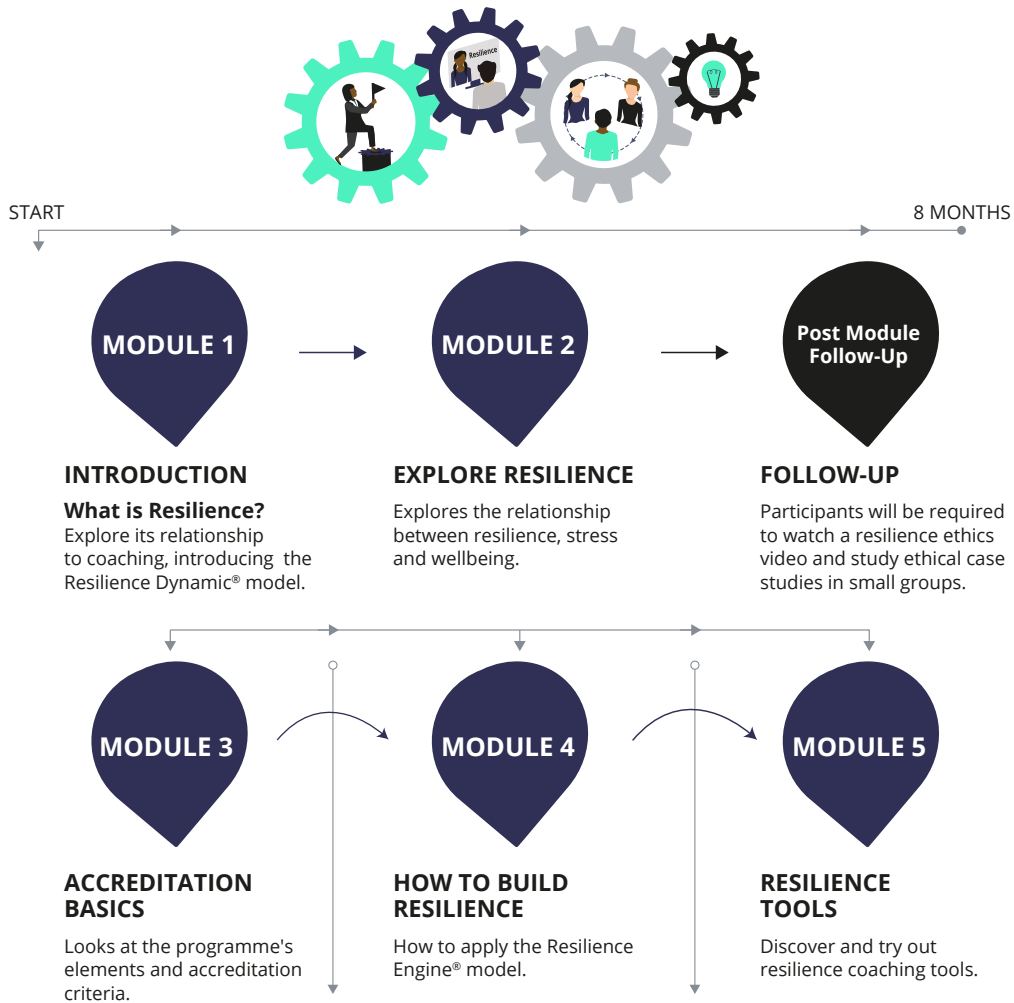 Resilience
START
8 MONTHS
MODULE 1
MODULE 2
Post Module
Follow-Up
INTRODUCTION
What is Resilience?
Explore its relationship
to coaching, introducing the
Resilience Dynamic® model.
EXPLORE RESILIENCE
Explores the relationship
between resilience, stress
and wellbeing.
FOLLOW-UP
Participants will be required
to watch a resilience ethics
video and study ethical case
studies in small groups.
MODULE 3
MODULE 4
MODULE 5
ACCREDITATION
BASICS
Looks at the programme's
elements and accreditation
criteria.
HOW TO BUILD
RESILIENCE
How to apply the Resilience
Engine® model.
RESILIENCE
TOOLS
Discover and try out
resilience coaching tools.